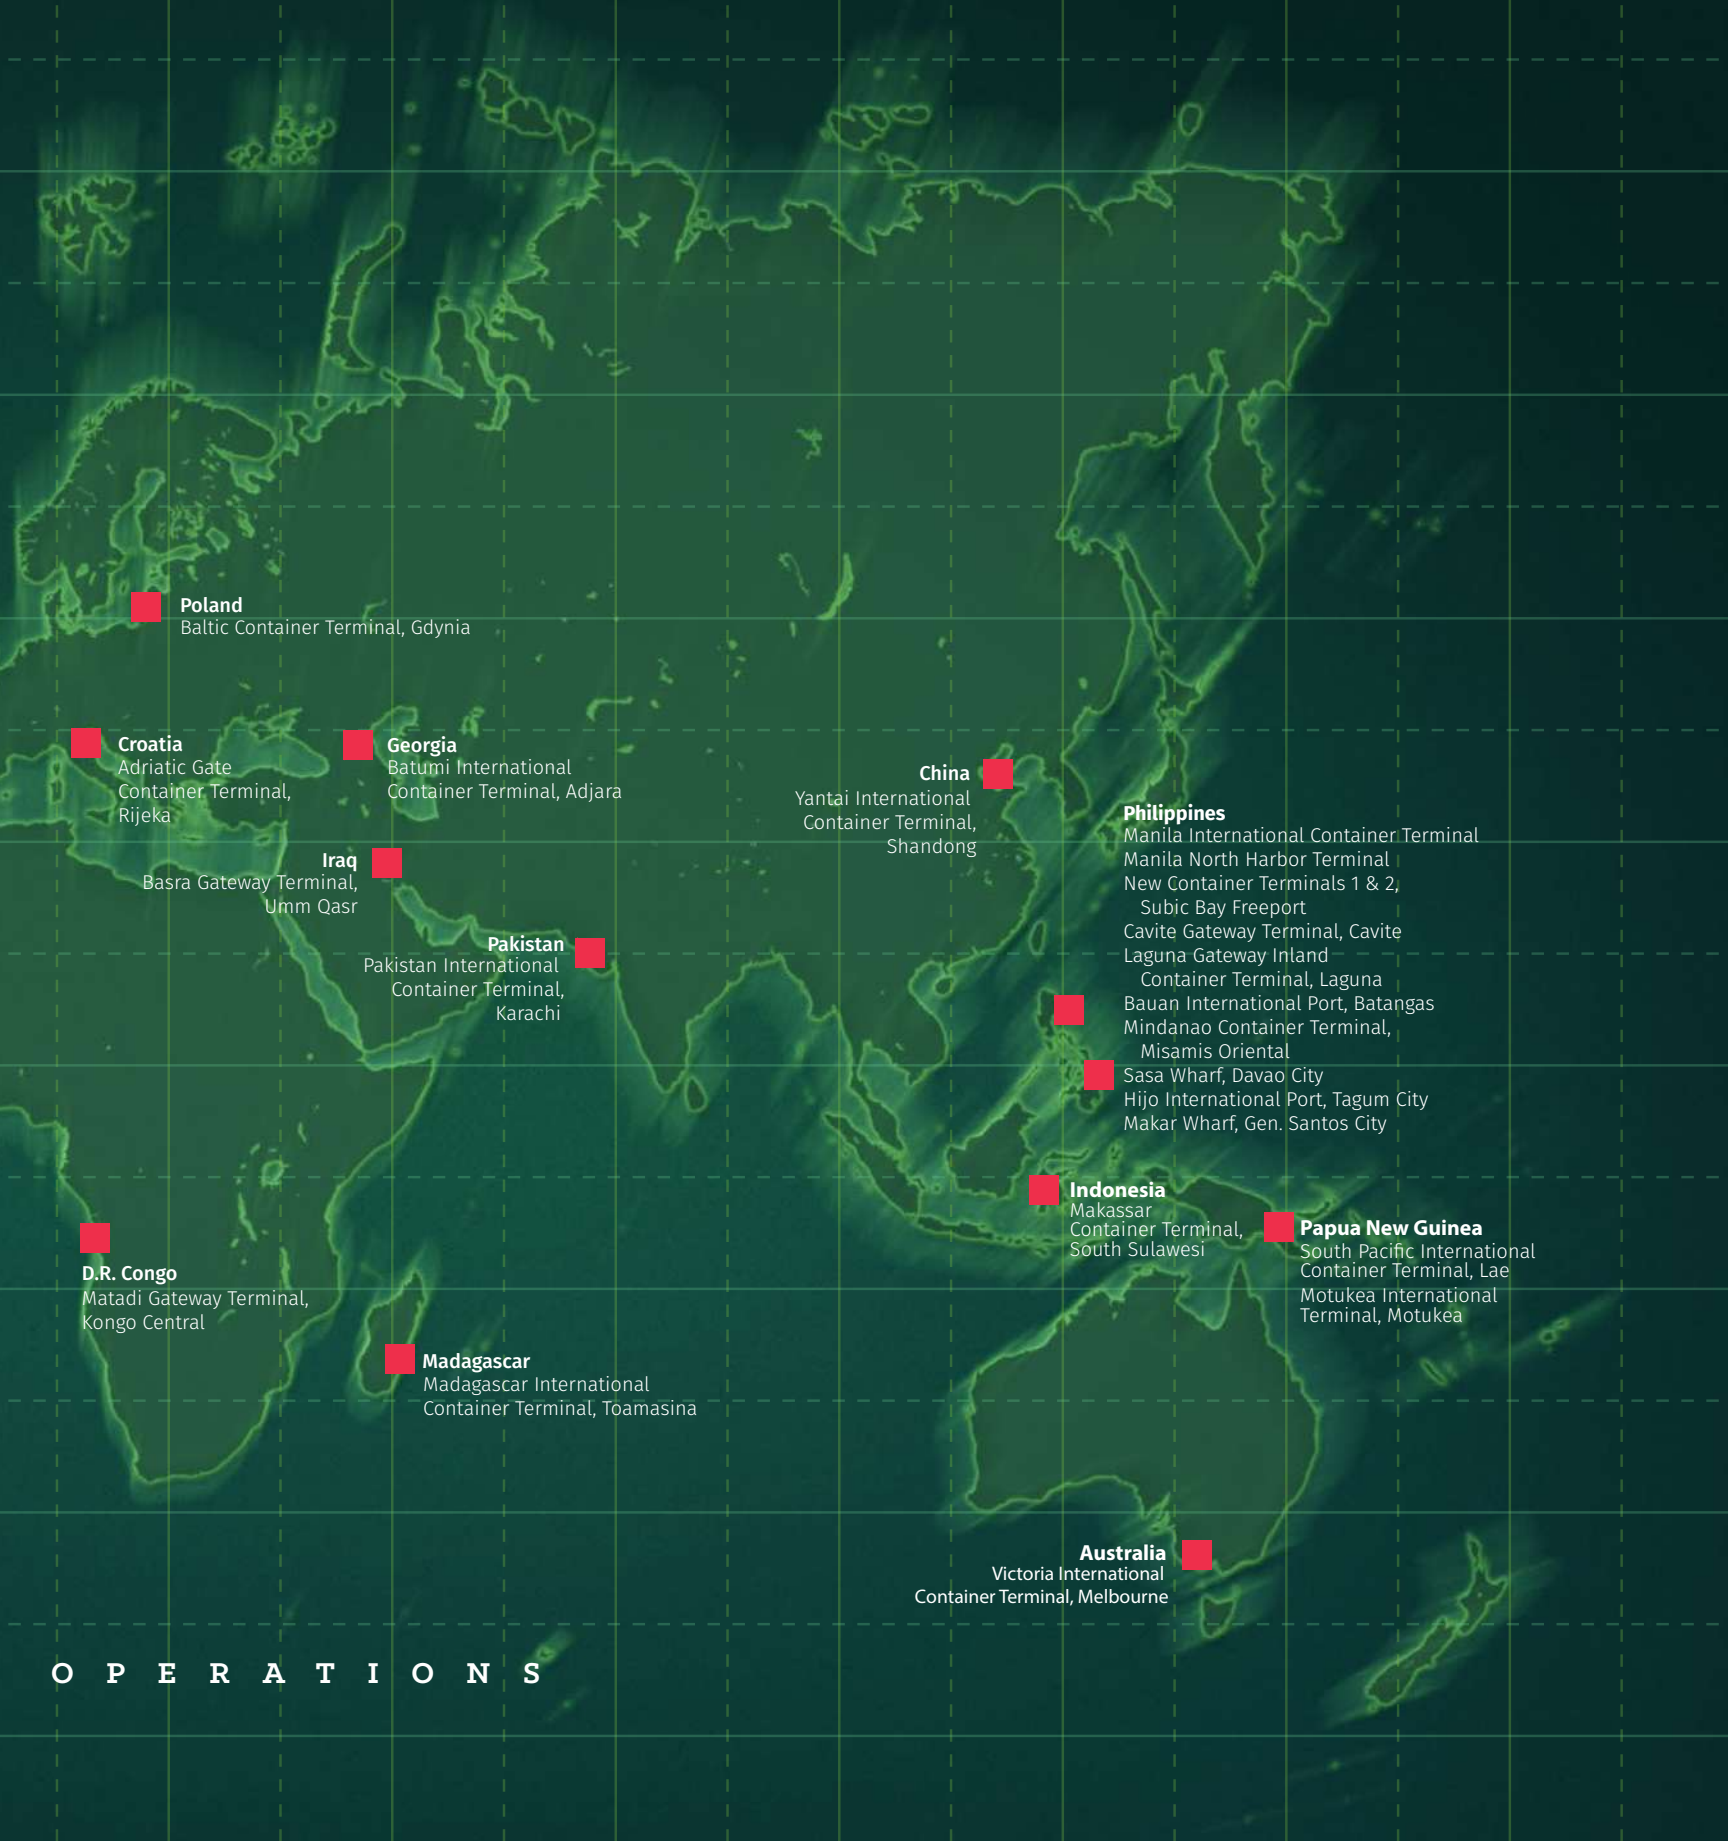 Poland
Baltic Container Terminal, Gdynia
Croatia
Adriatic Gate
Container Terminal,
Rijeka
Georgia
Batumi International
Container Terminal, Adjara
China
Yantai International
Container Terminal,
Shandong
Philippines
Manila International Container Terminal
Manila North Harbor Terminal
New Container Terminals 1 & 2,
Subic Bay Freeport
Cavite Gateway Terminal, Cavite
Laguna Gateway Inland
Container Terminal, Laguna
Bauan International Port, Batangas
Mindanao Container Terminal,
Misamis Oriental
Sasa Wharf, Davao City
Hijo International Port, Tagum City
Makar Wharf, Gen. Santos City
Iraq
Basra Gateway Terminal,
Umm Qasr
Pakistan
Pakistan International
Container Terminal,
Karachi
Indonesia
Makassar
Container Terminal,
South Sulawesi
Papua New Guinea
South Pacific International
Container Terminal, Lae
Motukea International
Terminal, Motukea
D.R. Congo
Matadi Gateway Terminal,
Kongo Central
Madagascar
Madagascar International
Container Terminal, Toamasina
Australia
Victoria International
Container Terminal, Melbourne
OPERATIONS